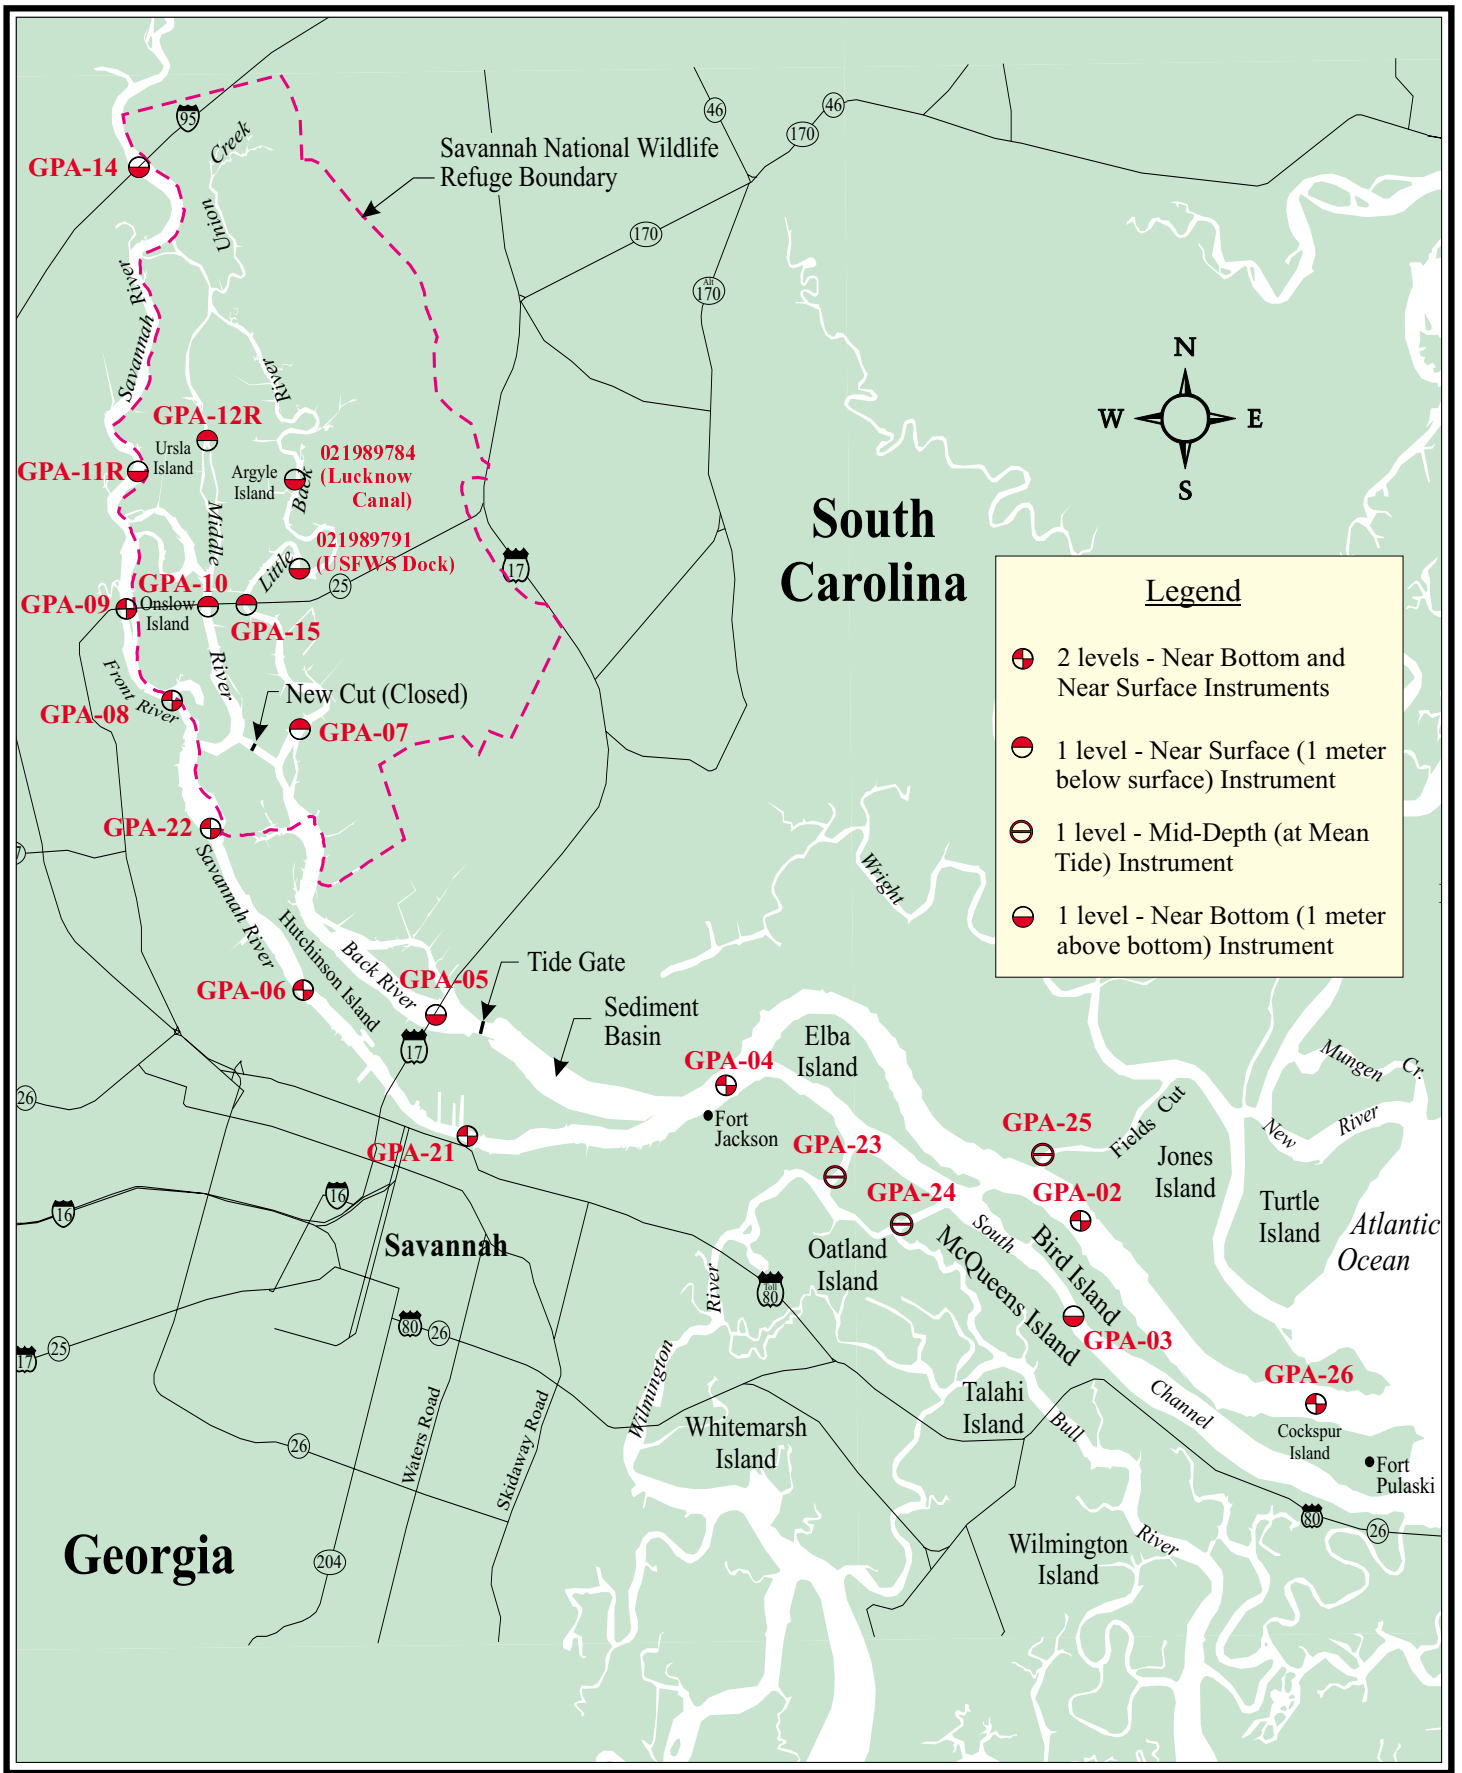 95
Creek
46
46
170
Savannah National Wildlife
Refuge Boundary
GPA-14
Union
170
Savannah River
Alt
170
River
N
W
E
S
GPA-12R
Ursla
Island
GPA-11R
Argyle
Island
021989784
(Lucknow
Canal)
Back
Middle
South
Carolina
021989791
(USFWS Dock)
Little
17
25
GPA-10
GPA-09
Onslow
Island
GPA-15
Legend
2 levels - Near Bottom and
Near Surface Instruments
1 level - Near Surface (1 meter
below surface) Instrument
1 level - Mid-Depth (at Mean
Tide) Instrument
1 level - Near Bottom (1 meter
above bottom) Instrument
Front River
River
New Cut (Closed)
GPA-08
GPA-07
GPA-22
Savannah River
Wright
Hutchinson Island
Back River
GPA-05
Tide Gate
GPA-06
Sediment
Basin
17
Elba
Island
GPA-04
Mungen Cr.
26
Fort
Jackson
Fields Cut
New River
GPA-25
GPA-21
GPA-23
Jones
Island
GPA-24
GPA-02
16
16
Turtle
Island
Atlantic
Ocean
South
Savannah
Oatland
Island
Bird Island
McQueens Island
River
Toll
80
80
26
GPA-03
25
17
Wilmington
GPA-26
Talahi
Island
Channel
Waters Road
Skidaway Road
Whitemarsh
Island
Bull
Cockspur
Island
26
Fort
Pulaski
80
26
Georgia
Wilmington
Island
River
204